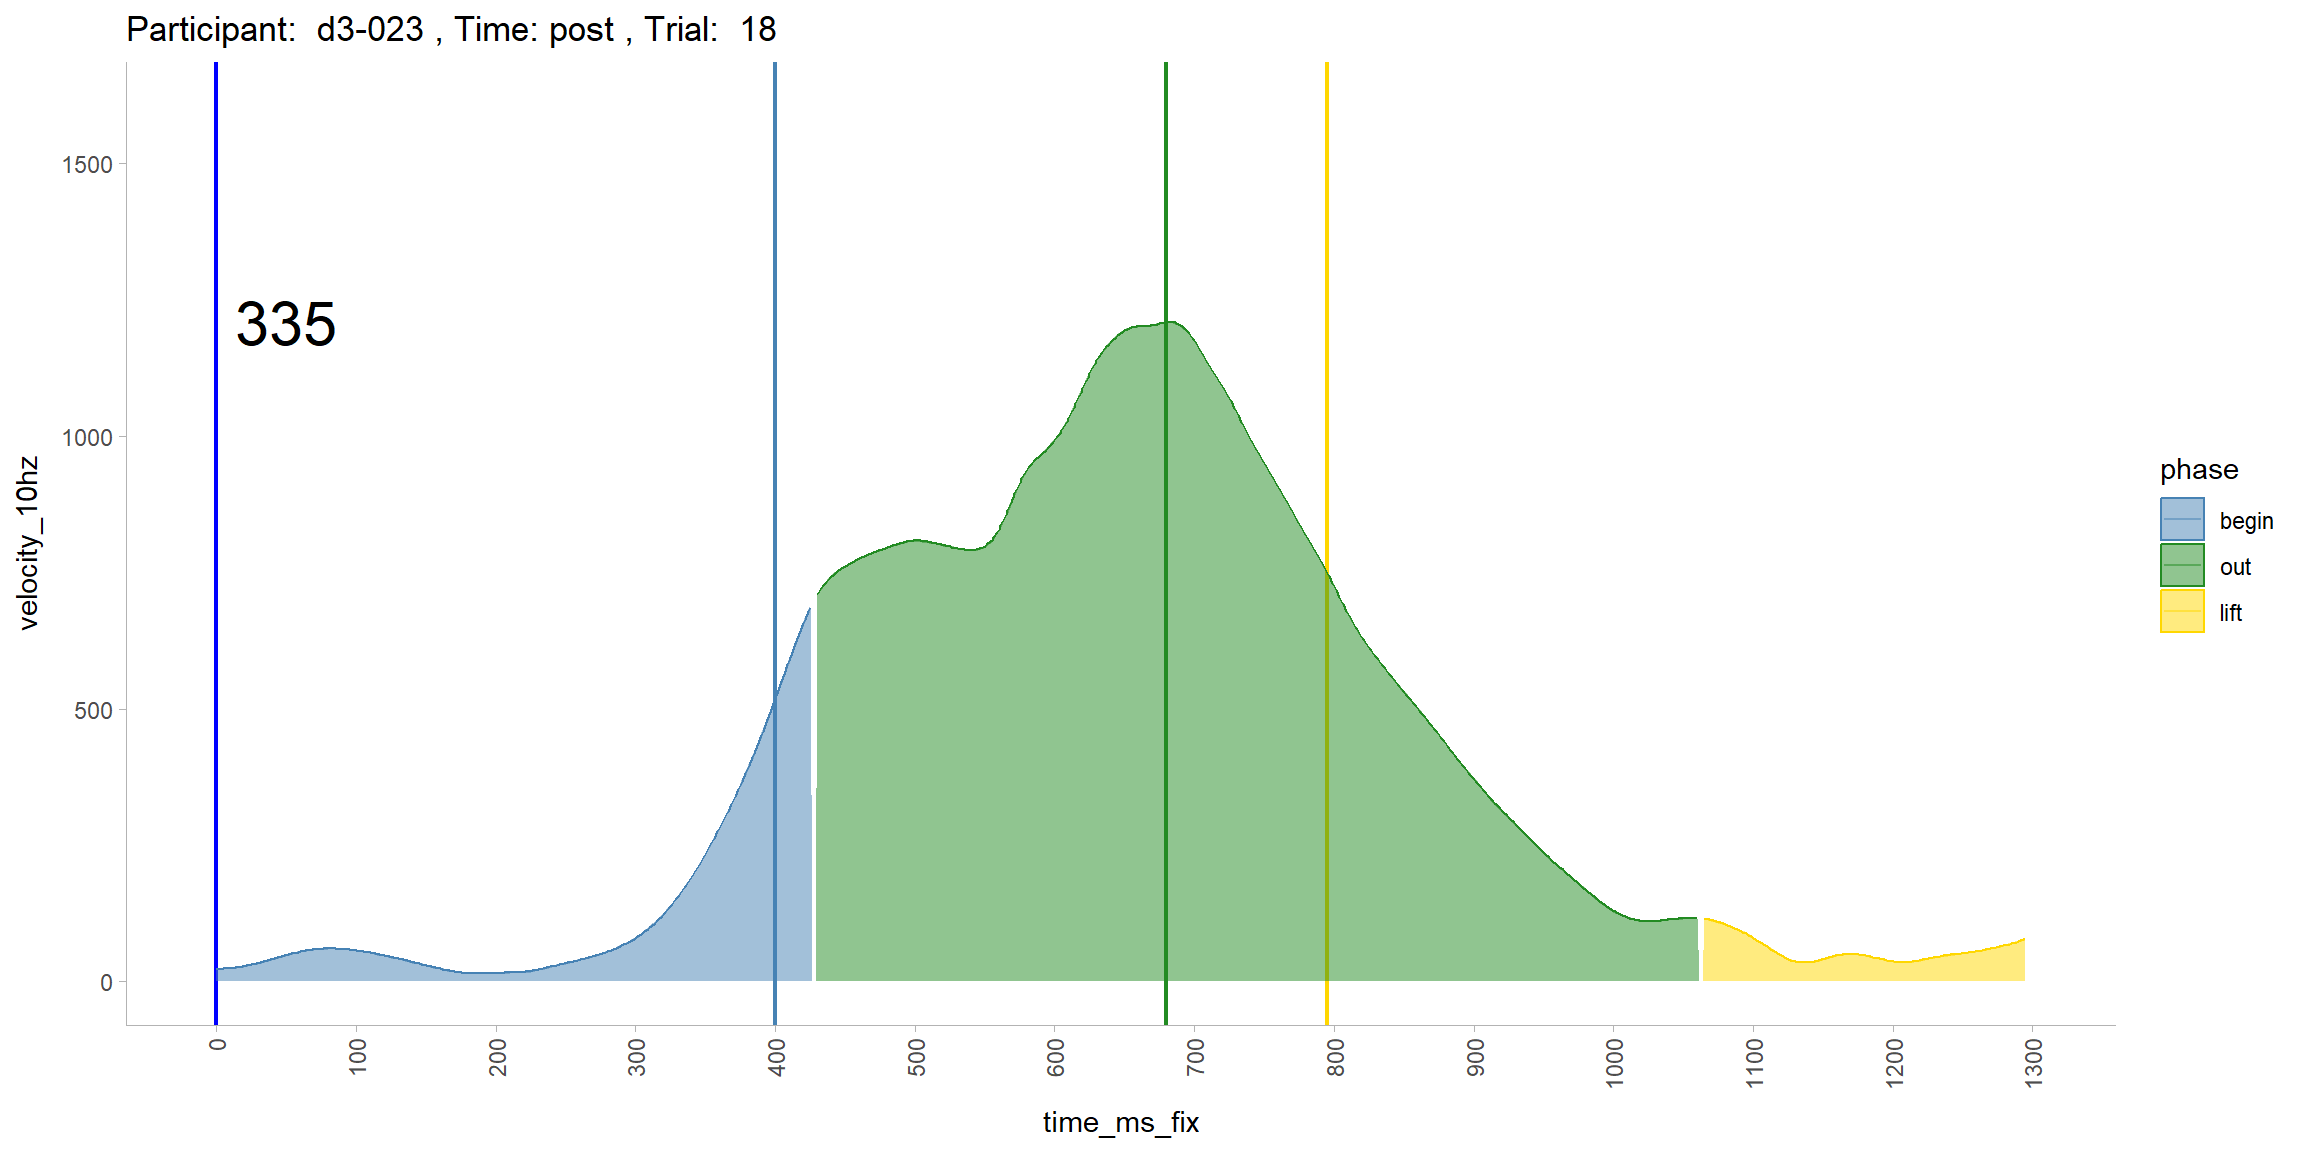 Participant:  d3-023 , Time: post , Trial:  18
1500
1000
500
0
velocity_10hz
335
0
100
200
300
400
500
600
700
800
900
1000
1100
1200
1300
time_ms_fix
phase
begin
out
lift